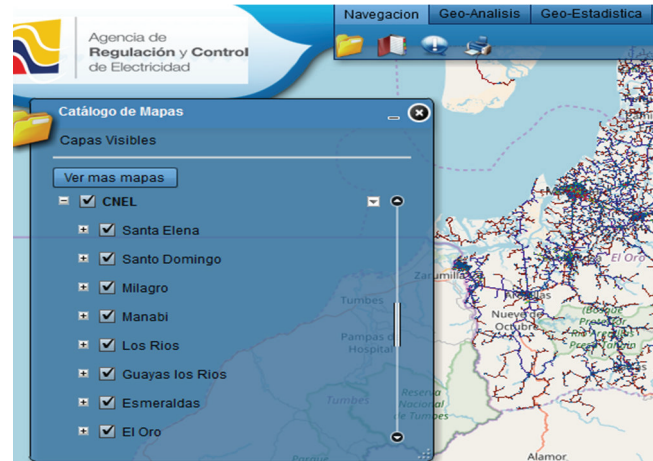 Agencia de
Regulación y Control
de Electricidad
Navegacion Geo-Analisis Geo-Estadistica
Catálogo de Mapas
Capas Visibles
Ver mas mapas
CNEL
Santa Elena
Santo Domingo
Milagro
Manabi
Los Rios
Guayas los Rios
Esmeraldas
El Oro
El Oro
Zarumilla
Tumbes
Nuevo de
Octubre
Pampas de
Hospital
Tumbes
Reserva
Nacional
de Tumbes
Alamor